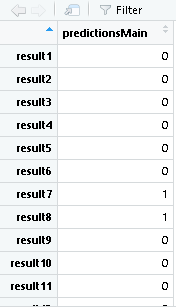 Filter
predictionsMain
result1 0
result2 0
result3 0
result4 0
result5 0
result6 0
result7 1
result8 1
result9 0
result10 0
result11 0